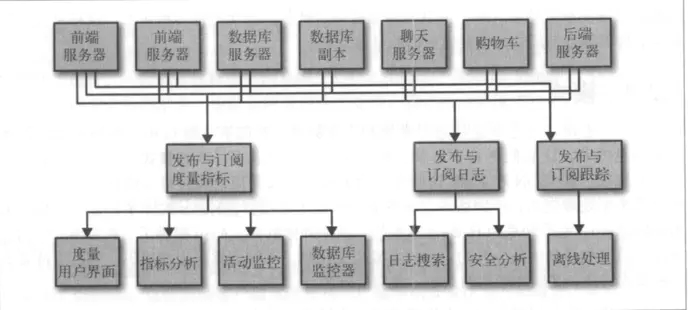 前端
服务器
前端
服务器
数据库
服务器
数据库
副本
聊天
服务器
购物车
后端
服务器
发布与订阅
度量指标
发布与
订阅日志
发布与
订阅跟踪
度量
用户界面
指标分析
活动监控
数据库
监控器
日志搜索
安全分析
离线处理